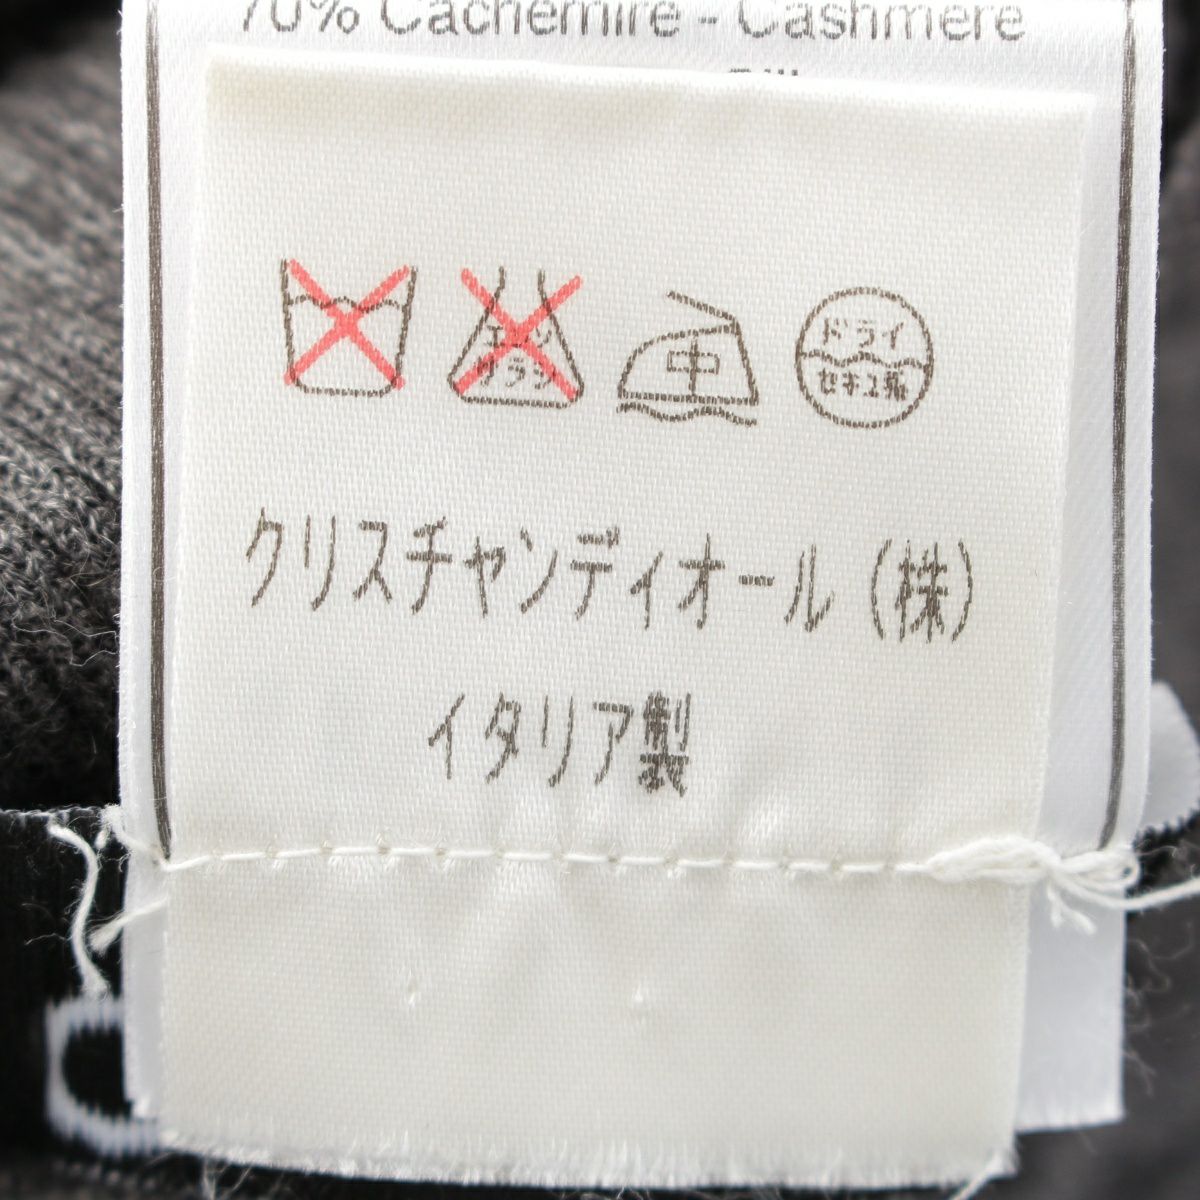 70% Cachemire - Cashmere
中
ドライ
セキユ系
クリスチャンディオール (株)
イタリア製